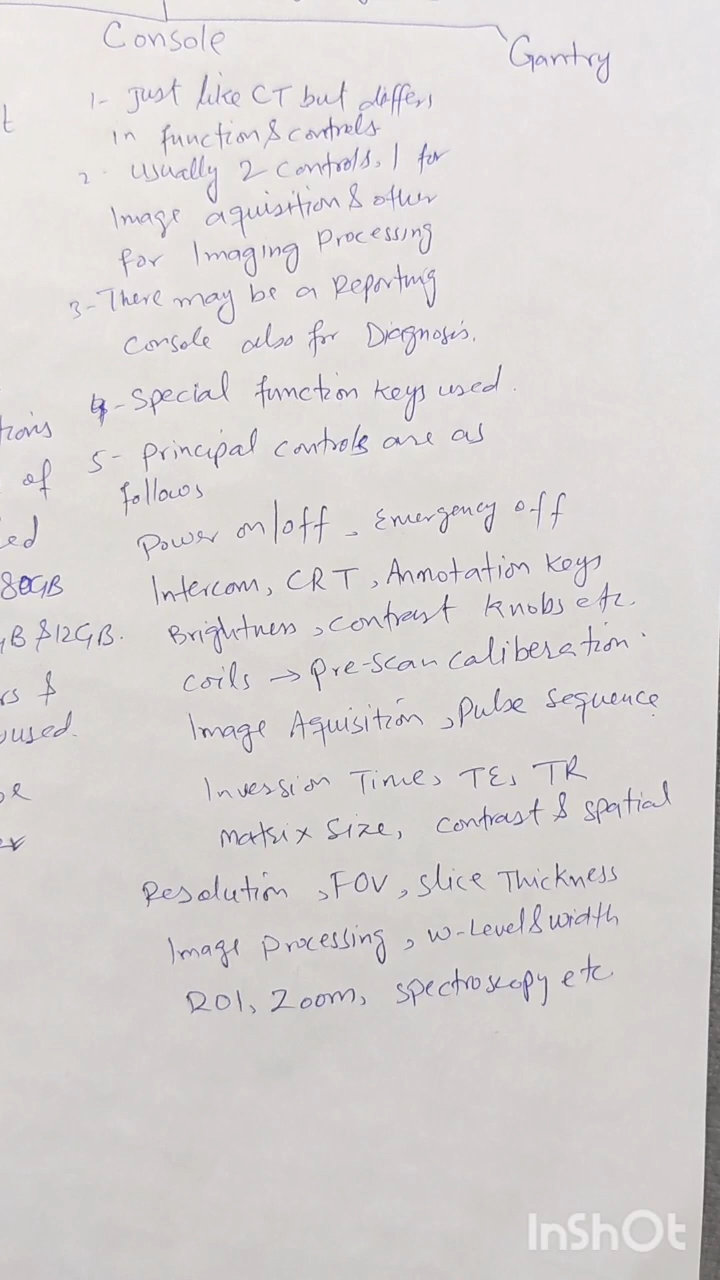 Console
Gantry
1- Just like CT but differs
in function & controls
2. usually 2 controls, 1 for
Image aquisition & other
for Imaging Processing
3- There may be a Reporting
Console also for Diagnosis.
4- Special function keys used.
5- Principal controls are as
follows
Power on/off - Emergency off
Intercom, CRT, Annotation keys
Brightness, contrast knobs etc.
coils → Pre-scan caliberation.
Image Aquisition, Pulse Sequence
Inversion Time, TE, TR
matrix Size, contrast & spatial
Resolution, FOV, slice Thickness
Image Processing, w-Level & width
ROI, Zoom, spectroscopy etc
t
tions
of
ed
80GB
GB & 12GB.
rs &
used.
er
InShOt